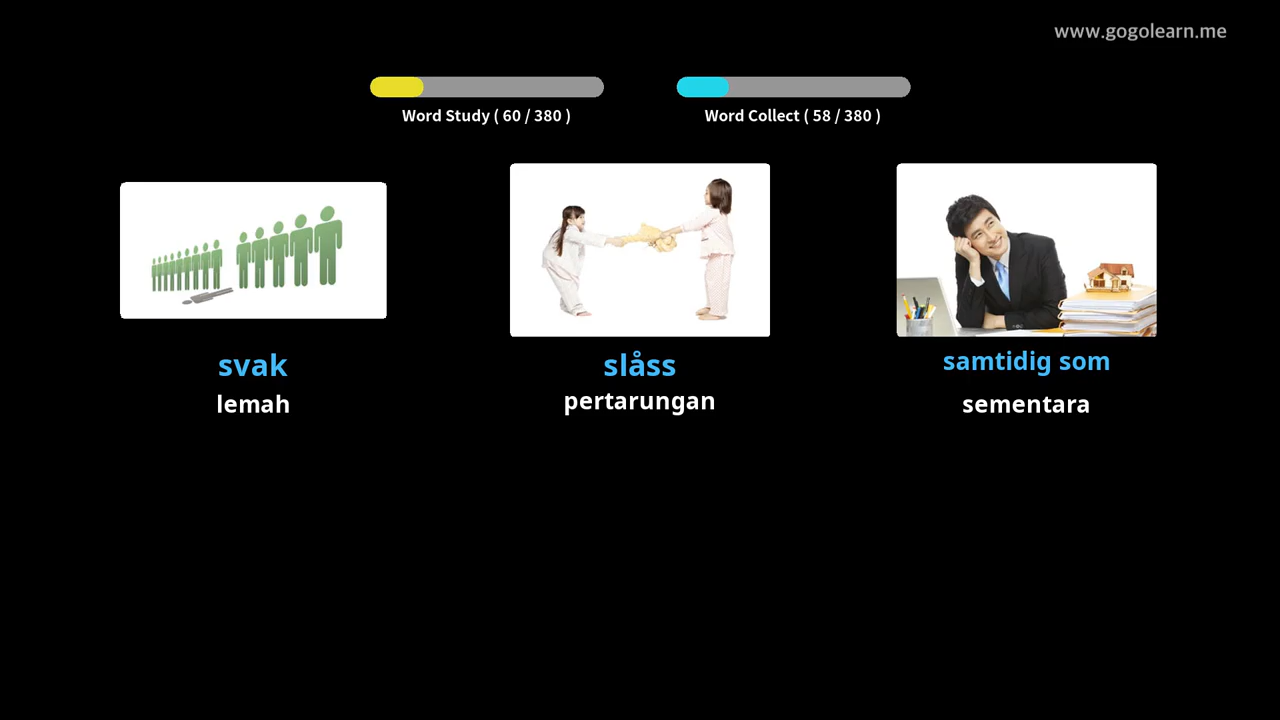 www.gogolearn.me
Word Study ( 60 / 380 )
Word Collect ( 58 / 380 )
svak
lemah
slåss
pertarungan
samtidig som
sementara